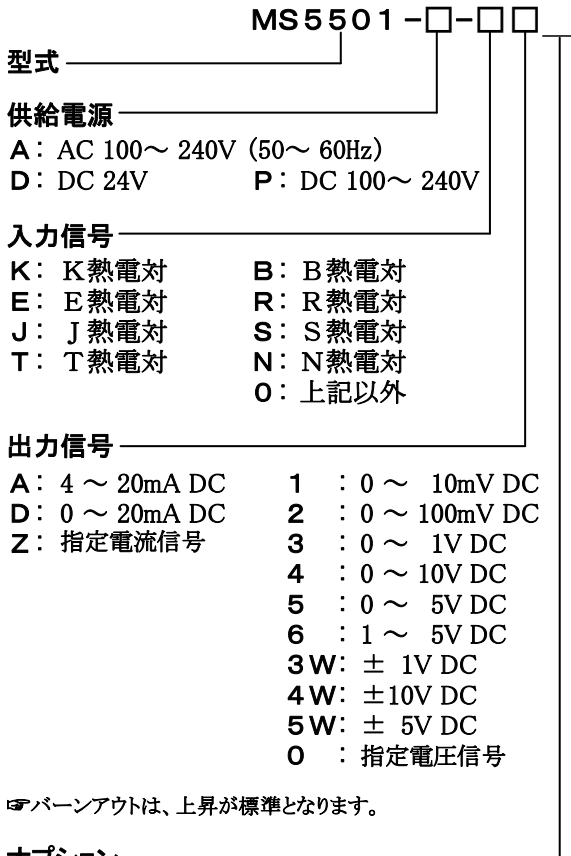 MS5501-□-□□
型式
供給電源
A: AC 100～240V (50～60Hz)
D: DC 24V P: DC 100～240V
入力信号
K: K熱電対 B: B熱電対
E: E熱電対 R: R熱電対
J: J熱電対 S: S熱電対
T: T熱電対 N: N熱電対
0: 上記以外
出力信号
A: 4～20mA DC 1 : 0～ 10mV DC
D: 0～20mA DC 2 : 0～100mV DC
Z: 指定電流信号 3 : 0～ 1V DC
4 : 0～10V DC
5 : 0～ 5V DC
6 : 1～ 5V DC
3W: ± 1V DC
4W: ±10V DC
5W: ± 5V DC
0 : 指定電圧信号
☞バーンアウトは、上昇が標準となります。
オプション